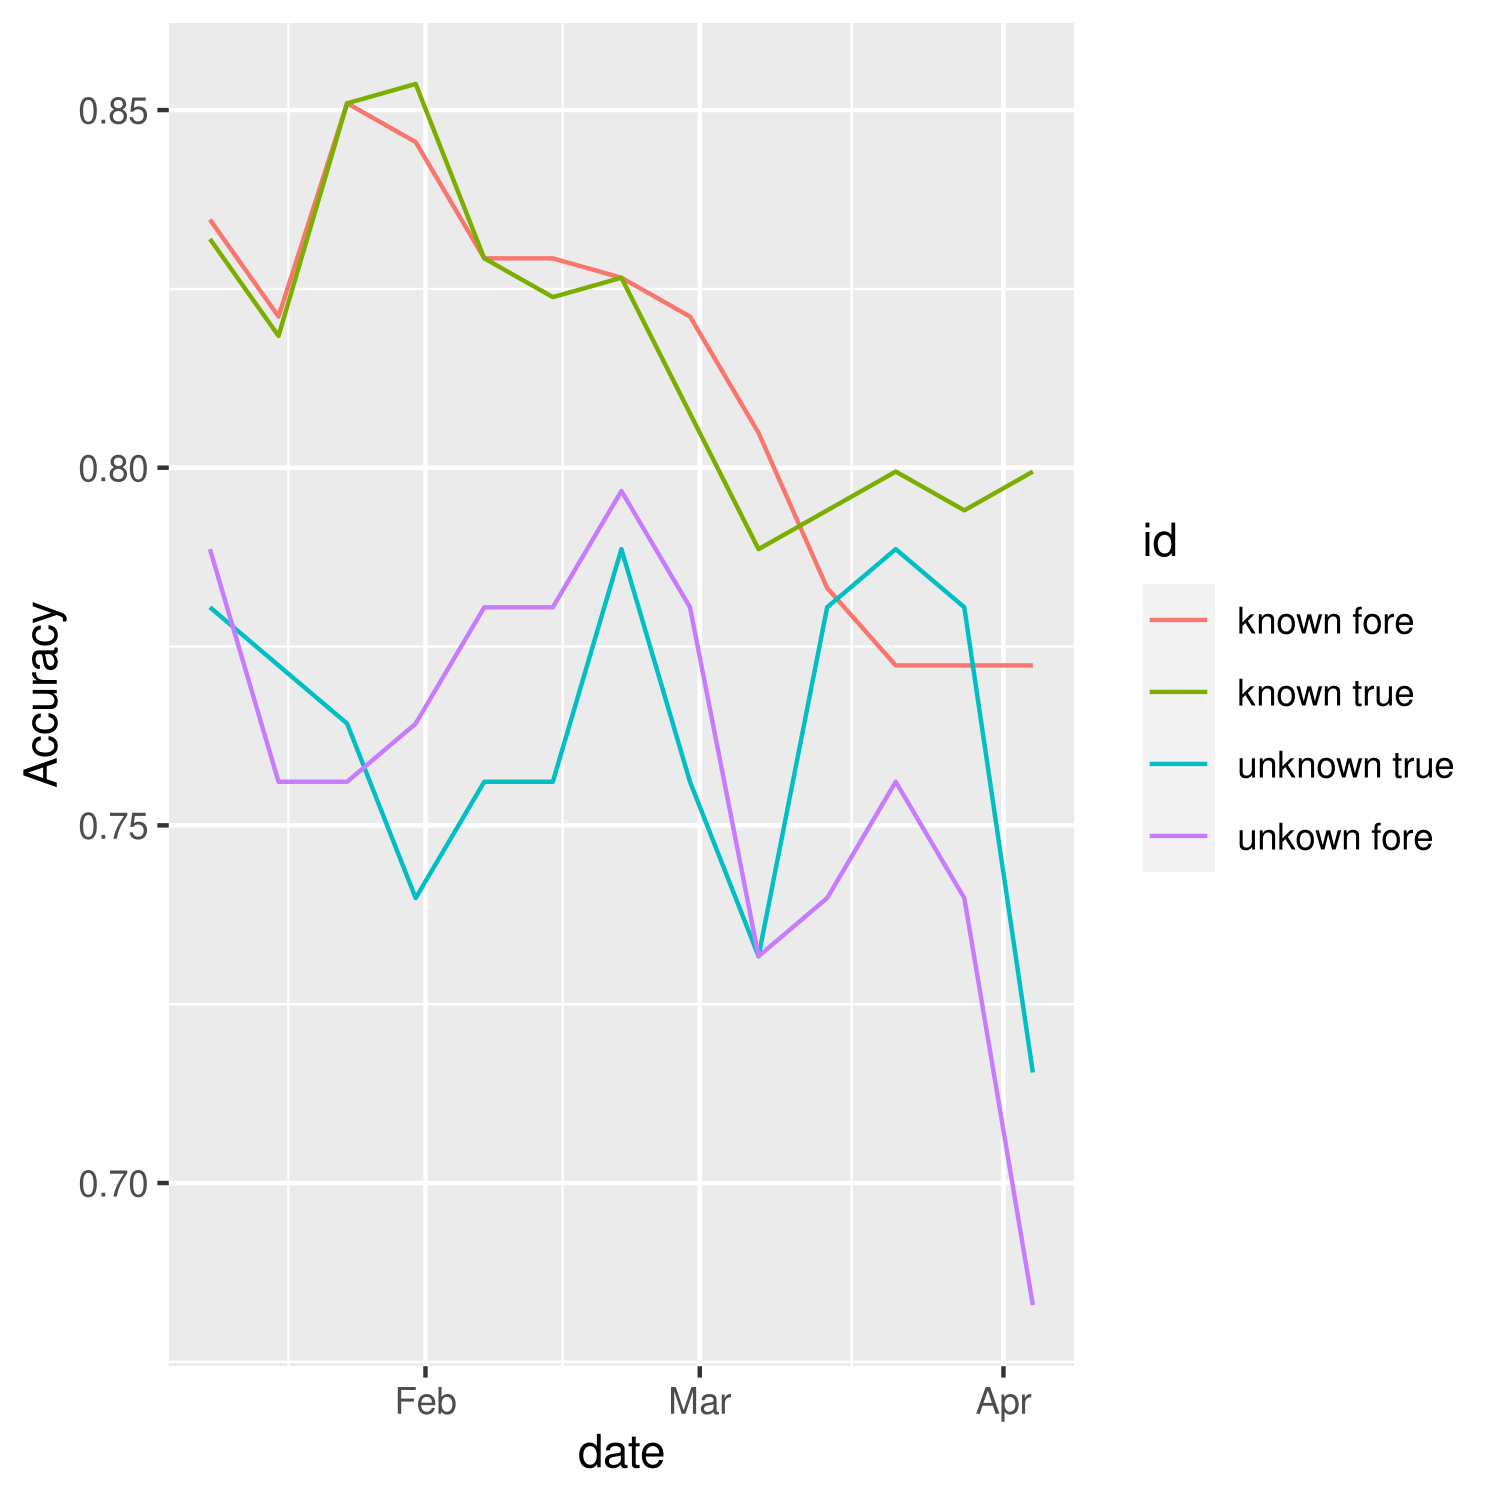 0.85
0.80
0.75
0.70
Accuracy
Feb Mar Apr
date
id
known fore
known true
unknown true
unkown fore